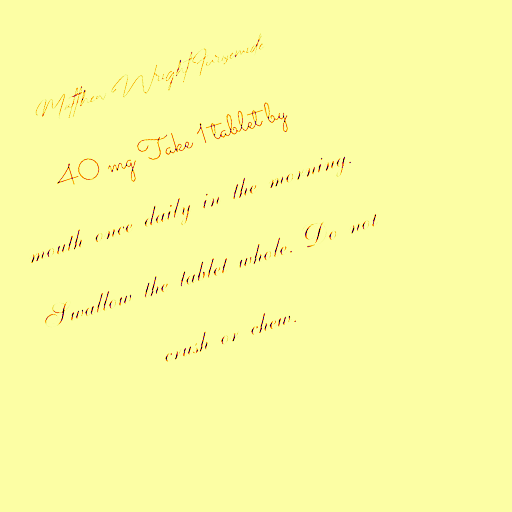 Matthew Wright Furosemide
40 mg Take 1 tablet by
mouth once daily in the morning.
Swallow the tablet whole. Do not
crush or chew.